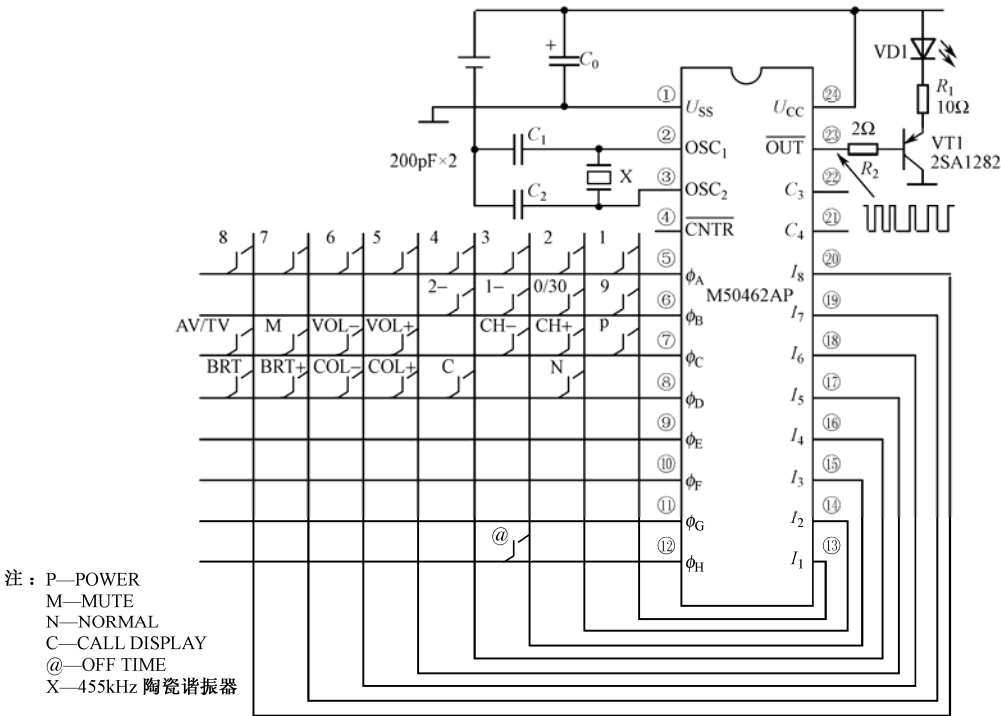 VD1
+
C0
R1
10Ω
① USS
UCC ㉔
② OSC1
OUT ㉓
2Ω
R2
VT1
2SA1282
C1
200pF×2
X
C2
③ OSC2
C3 ㉒
④ CNTR
C4 ㉑
8 7 6 5 4 3 2 1
⑤ ϕA
I8 ⑳
M50462AP
2− 1− 0/30 9
⑥ ϕB
I7 ⑲
AV/TV M VOL− VOL+ CH− CH+ p
⑦ ϕC
I6 ⑱
BRT BRT+ COL− COL+ C N
⑧ ϕD
I5 ⑰
⑨ ϕE
I4 ⑯
⑩ ϕF
I3 ⑮
⑪ ϕG
I2 ⑭
@
⑫ ϕH
I1 ⑬
注：P—POWER
M—MUTE
N—NORMAL
C—CALL DISPLAY
@—OFF TIME
X—455kHz 陶瓷谐振器